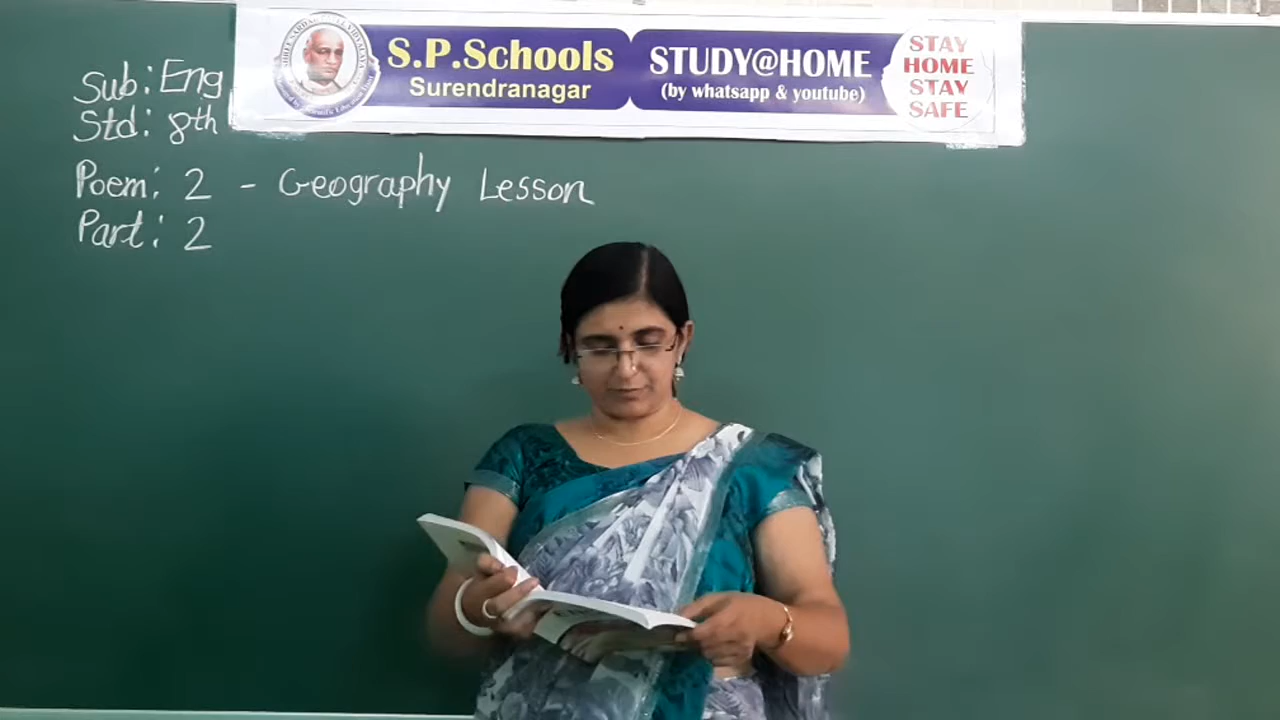 Sub: Eng
Std: 8th
Poem: 2 - Geography Lesson
Part: 2
S.P.Schools
Surendranagar
STUDY@HOME
(by whatsapp & youtube)
STAY
HOME
STAY
SAFE